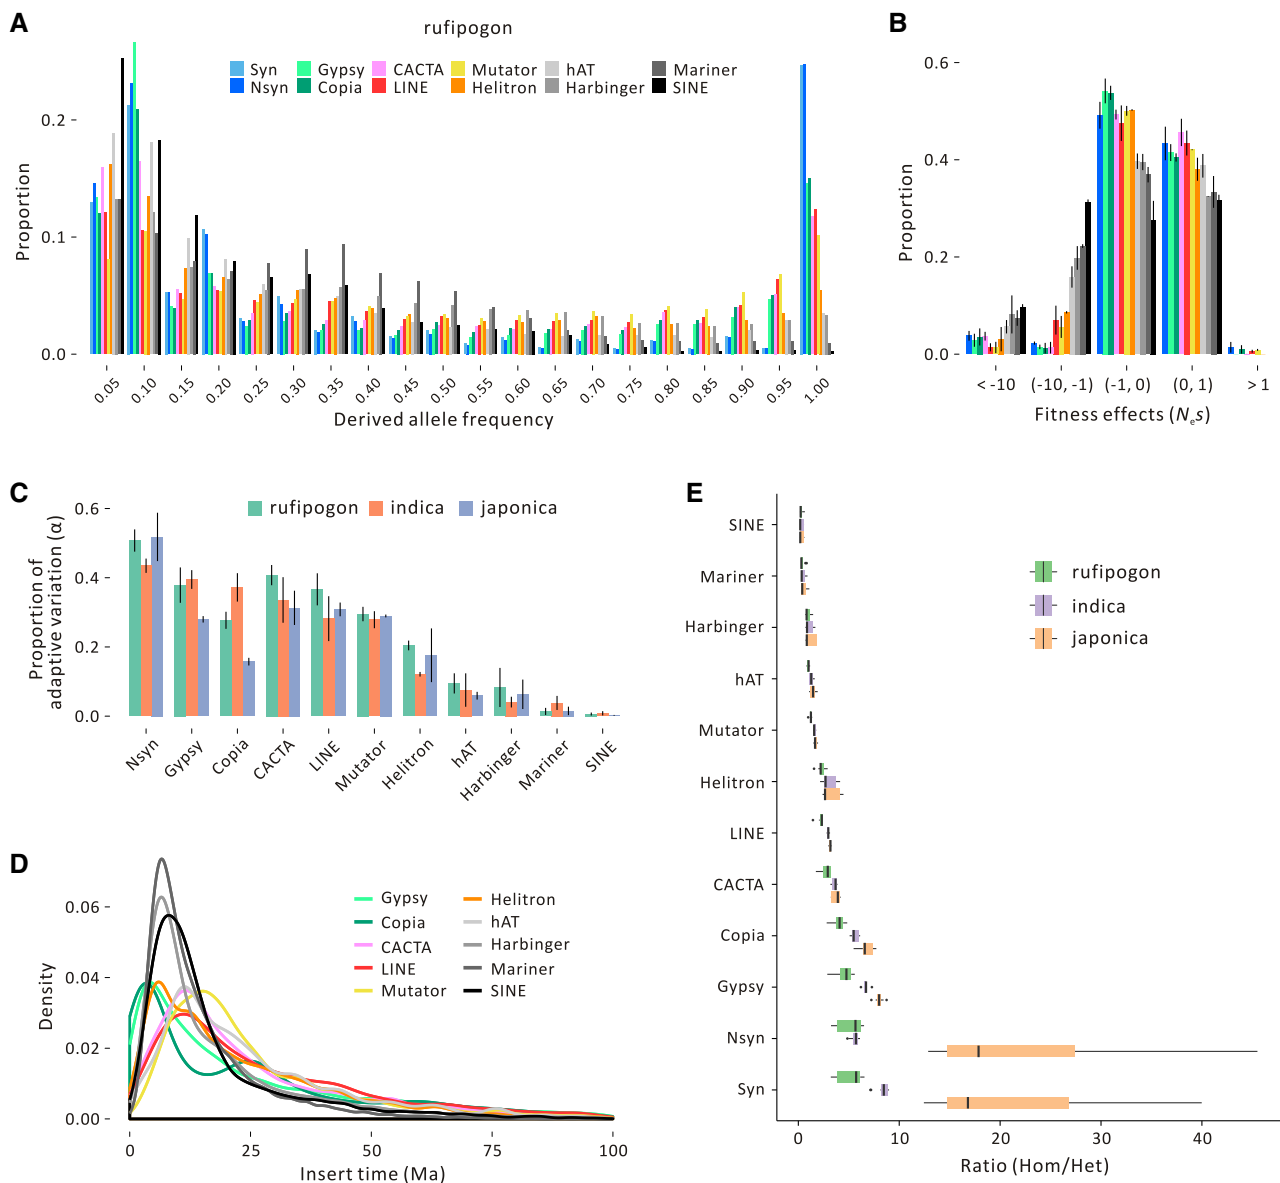 A
rufipogon
Syn Gypsy CACTA Mutator hAT Mariner
Nsyn Copia LINE Helitron Harbinger SINE
Proportion
0.2
0.1
0.0
0.05 0.10 0.15 0.20 0.25 0.30 0.35 0.40 0.45 0.50 0.55 0.60 0.65 0.70 0.75 0.80 0.85 0.90 0.95 1.00
Derived allele frequency
B
Proportion
0.6
0.4
0.2
0.0
< -10 (-10, -1) (-1, 0) (0, 1) > 1
Fitness effects (Nes)
C
Proportion of
adaptive variation (α)
rufipogon indica japonica
0.6
0.4
0.2
0.0
Nsyn Gypsy Copia CACTA LINE Mutator Helitron hAT Harbinger Mariner SINE
D
Density
0.06
0.04
0.02
0.00
Gypsy Helitron
Copia hAT
CACTA Harbinger
LINE Mariner
Mutator SINE
0 25 50 75 100
Insert time (Ma)
E
SINE
Mariner
Harbinger
hAT
Mutator
Helitron
LINE
CACTA
Copia
Gypsy
Nsyn
Syn
rufipogon
indica
japonica
0 10 20 30 40
Ratio (Hom/Het)